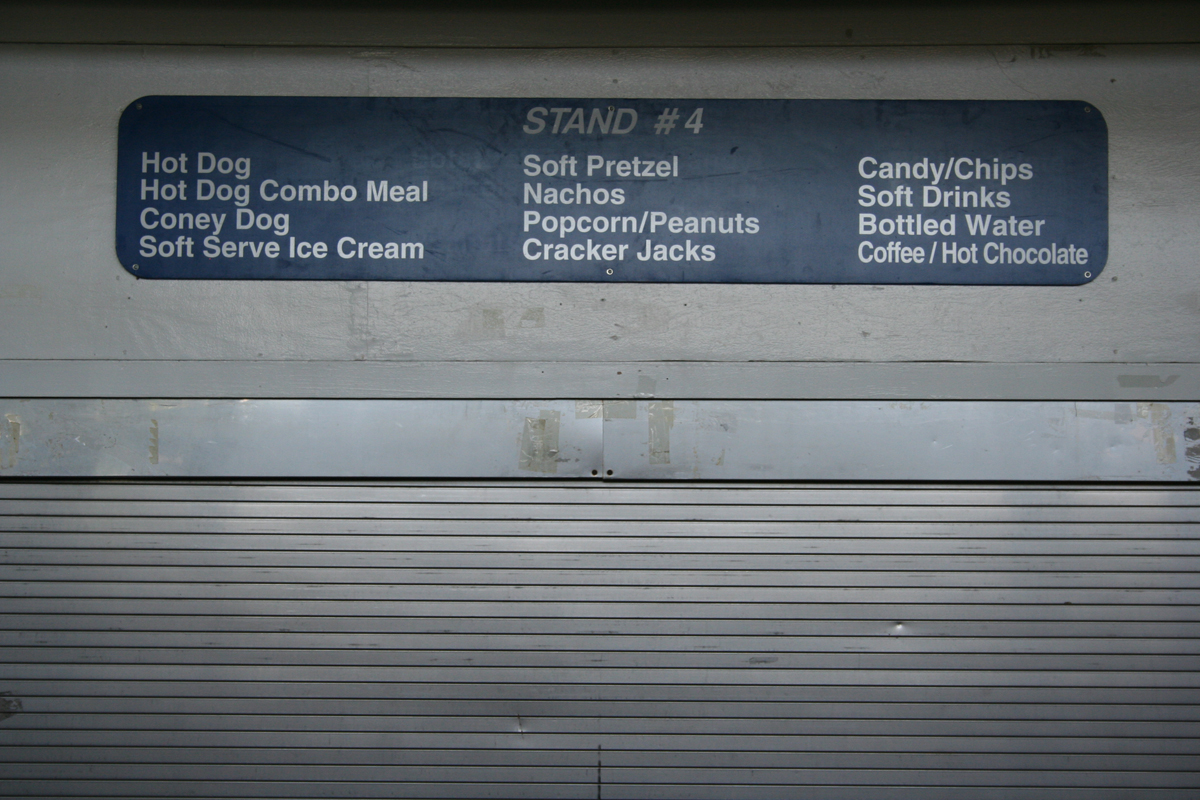 STAND # 4
Hot Dog
Hot Dog Combo Meal
Coney Dog
Soft Serve Ice Cream
Soft Pretzel
Nachos
Popcorn/Peanuts
Cracker Jacks
Candy/Chips
Soft Drinks
Bottled Water
Coffee / Hot Chocolate